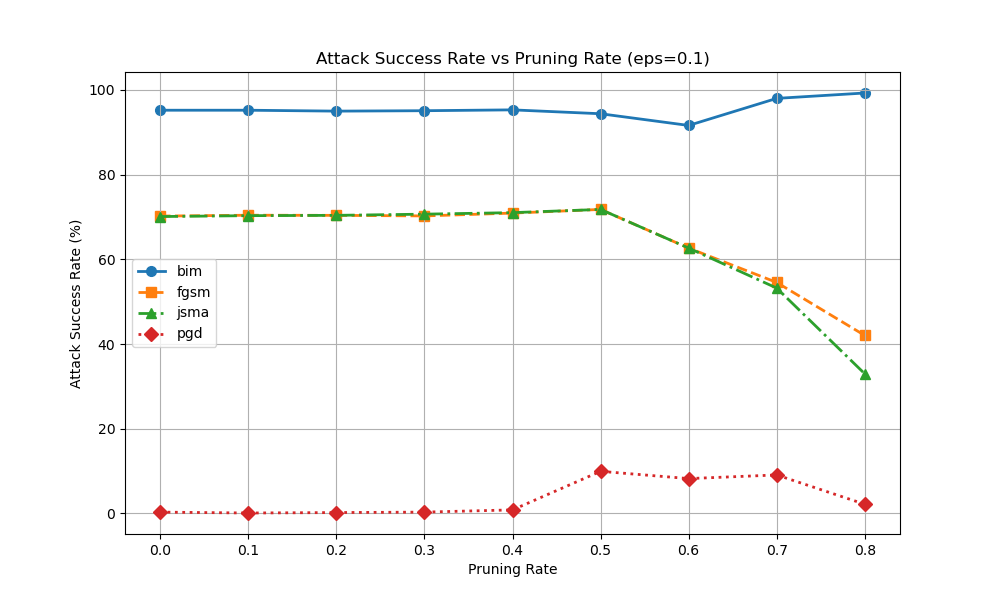 Attack Success Rate vs Pruning Rate (eps=0.1)
Attack Success Rate (%)
100
80
60
40
20
0
bim
fgsm
jsma
pgd
0.0 0.1 0.2 0.3 0.4 0.5 0.6 0.7 0.8
Pruning Rate